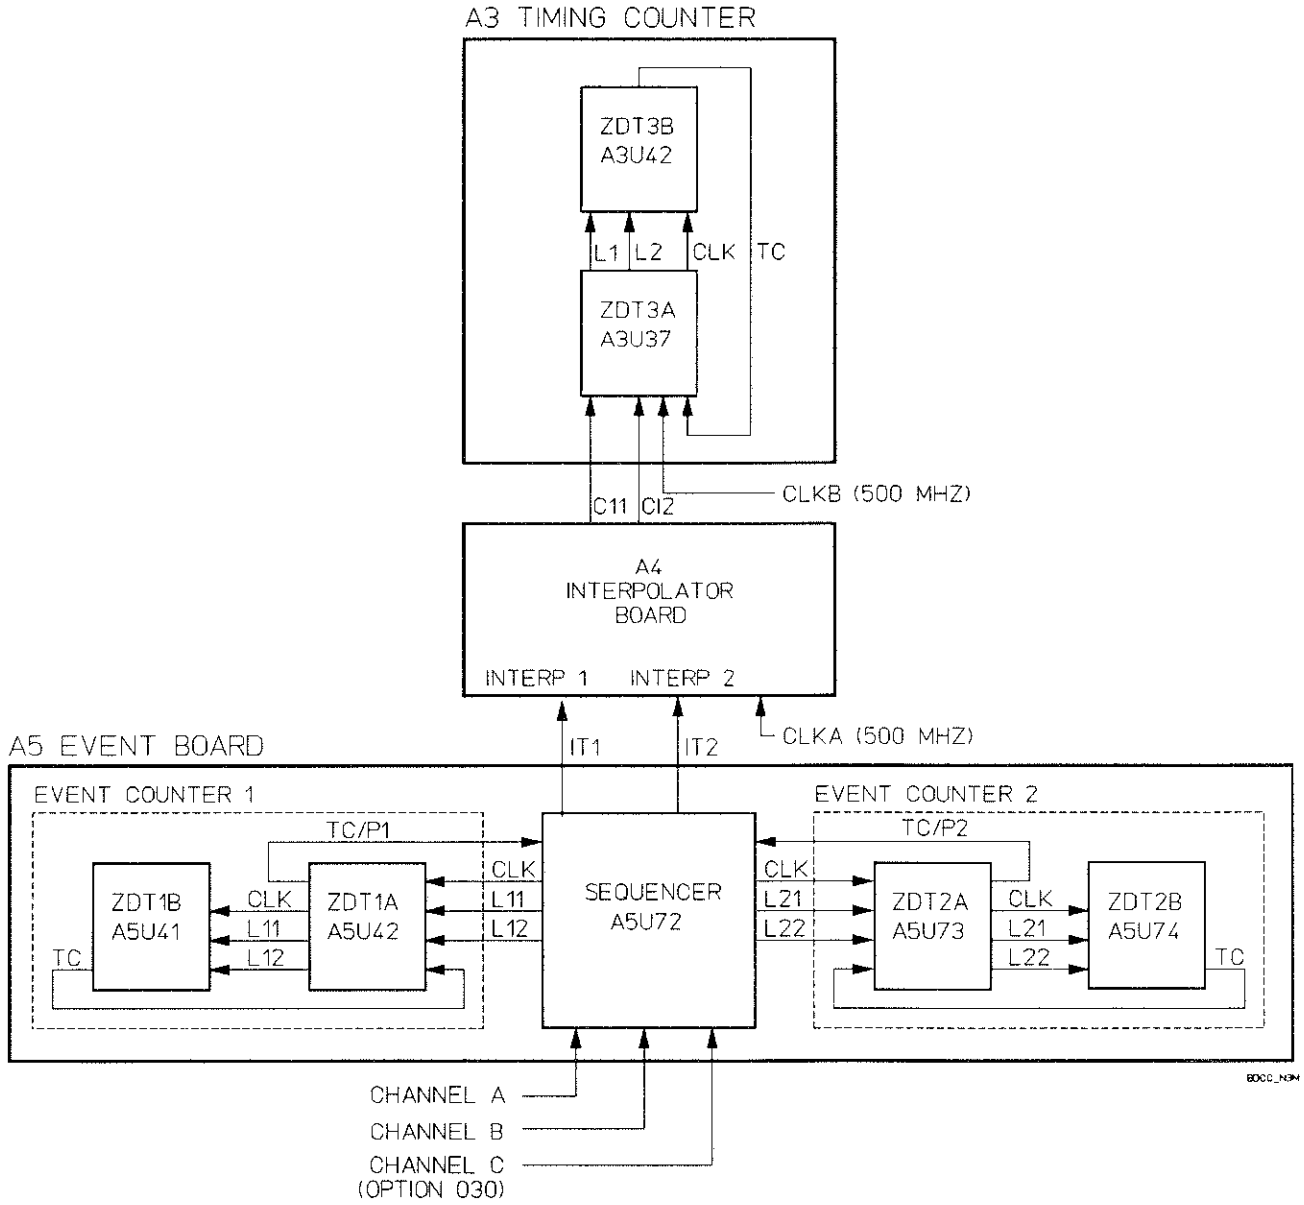 A3 TIMING COUNTER
ZDT3B
A3U42
L1 L2 CLK TC
ZDT3A
A3U37
C11 CI2
CLKB (500 MHZ)
A4
INTERPOLATOR
BOARD
INTERP 1 INTERP 2
CLKA (500 MHZ)
IT1 IT2
A5 EVENT BOARD
EVENT COUNTER 1
TC/P1
ZDT1B
A5U41
CLK
L11
L12
TC
ZDT1A
A5U42
CLK
L11
L12
SEQUENCER
A5U72
EVENT COUNTER 2
TC/P2
CLK
L21
L22
ZDT2A
A5U73
CLK
L21
L22
ZDT2B
A5U74
TC
CHANNEL A
CHANNEL B
CHANNEL C
(OPTION 030)